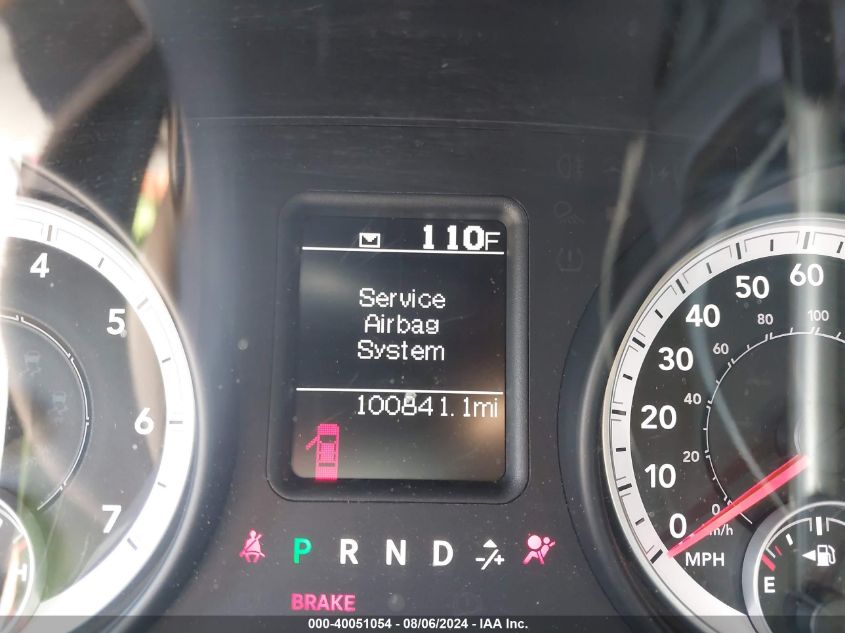 110F
Service
Airbag
System
100841.1mi
4
5
6
7
H
60
50
40
30
20
10
0
100
80
60
40
20
0
km/h
MPH
E
P R N D
BRAKE
000-40051054 - 08/06/2024 - IAA Inc.